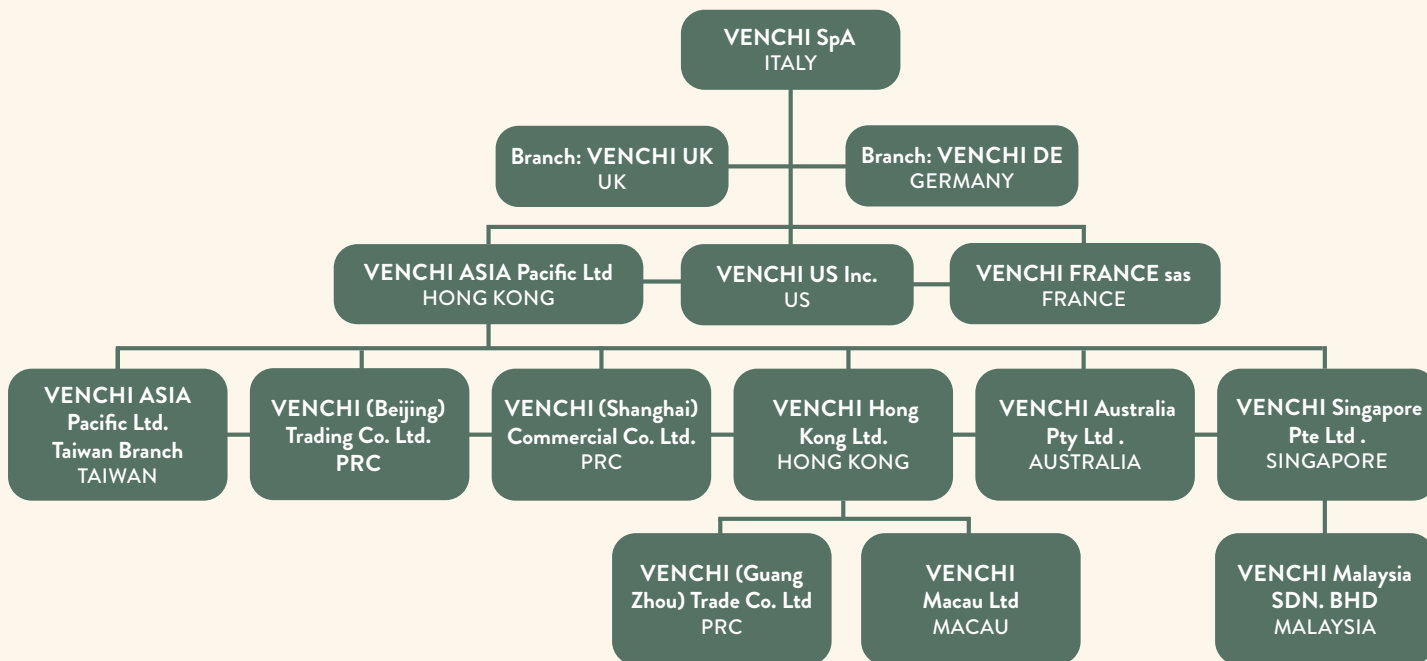 VENCHI SpA
ITALY
Branch: VENCHI UK
UK
Branch: VENCHI DE
GERMANY
VENCHI ASIA Pacific Ltd
HONG KONG
VENCHI US Inc.
US
VENCHI FRANCE sas
FRANCE
VENCHI ASIA
Pacific Ltd.
Taiwan Branch
TAIWAN
VENCHI (Beijing)
Trading Co. Ltd.
PRC
VENCHI (Shanghai)
Commercial Co. Ltd.
PRC
VENCHI Hong
Kong Ltd.
HONG KONG
VENCHI Australia
Pty Ltd .
AUSTRALIA
VENCHI Singapore
Pte Ltd .
SINGAPORE
VENCHI (Guang
Zhou) Trade Co. Ltd
PRC
VENCHI
Macau Ltd
MACAU
VENCHI Malaysia
SDN. BHD
MALAYSIA